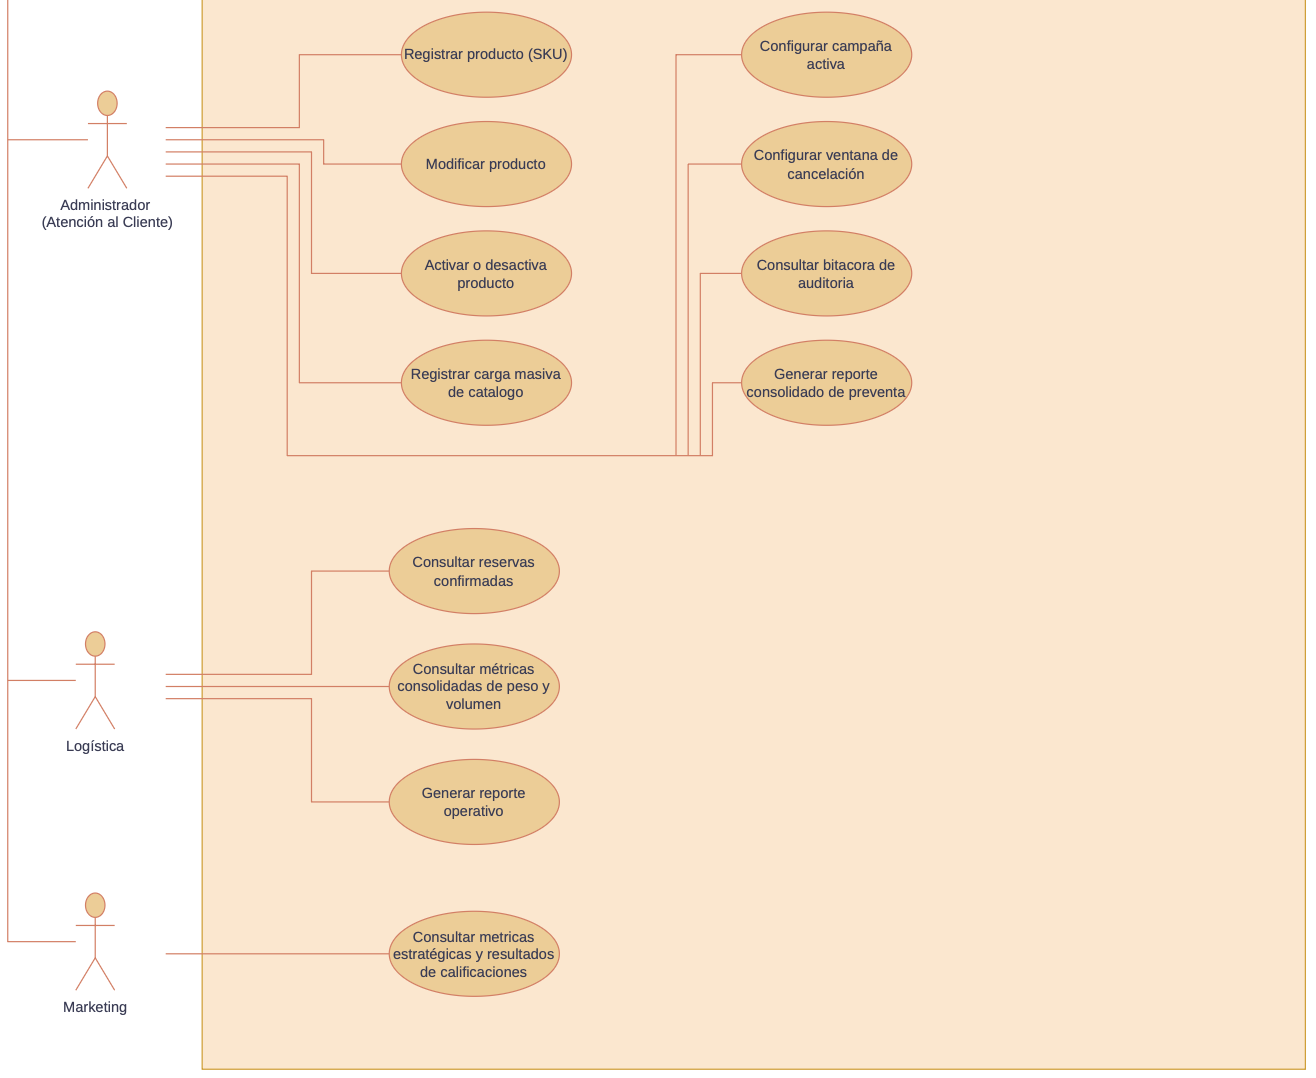 Registrar producto (SKU)
Configurar campaña
activa
Modificar producto
Configurar ventana de
cancelación
Administrador
(Atención al Cliente)
Activar o desactiva
producto
Consultar bitacora de
auditoria
Registrar carga masiva
de catalogo
Generar reporte
consolidado de preventa
Consultar reservas
confirmadas
Consultar métricas
consolidadas de peso y
volumen
Logística
Generar reporte
operativo
Consultar metricas
estratégicas y resultados
de calificaciones
Marketing